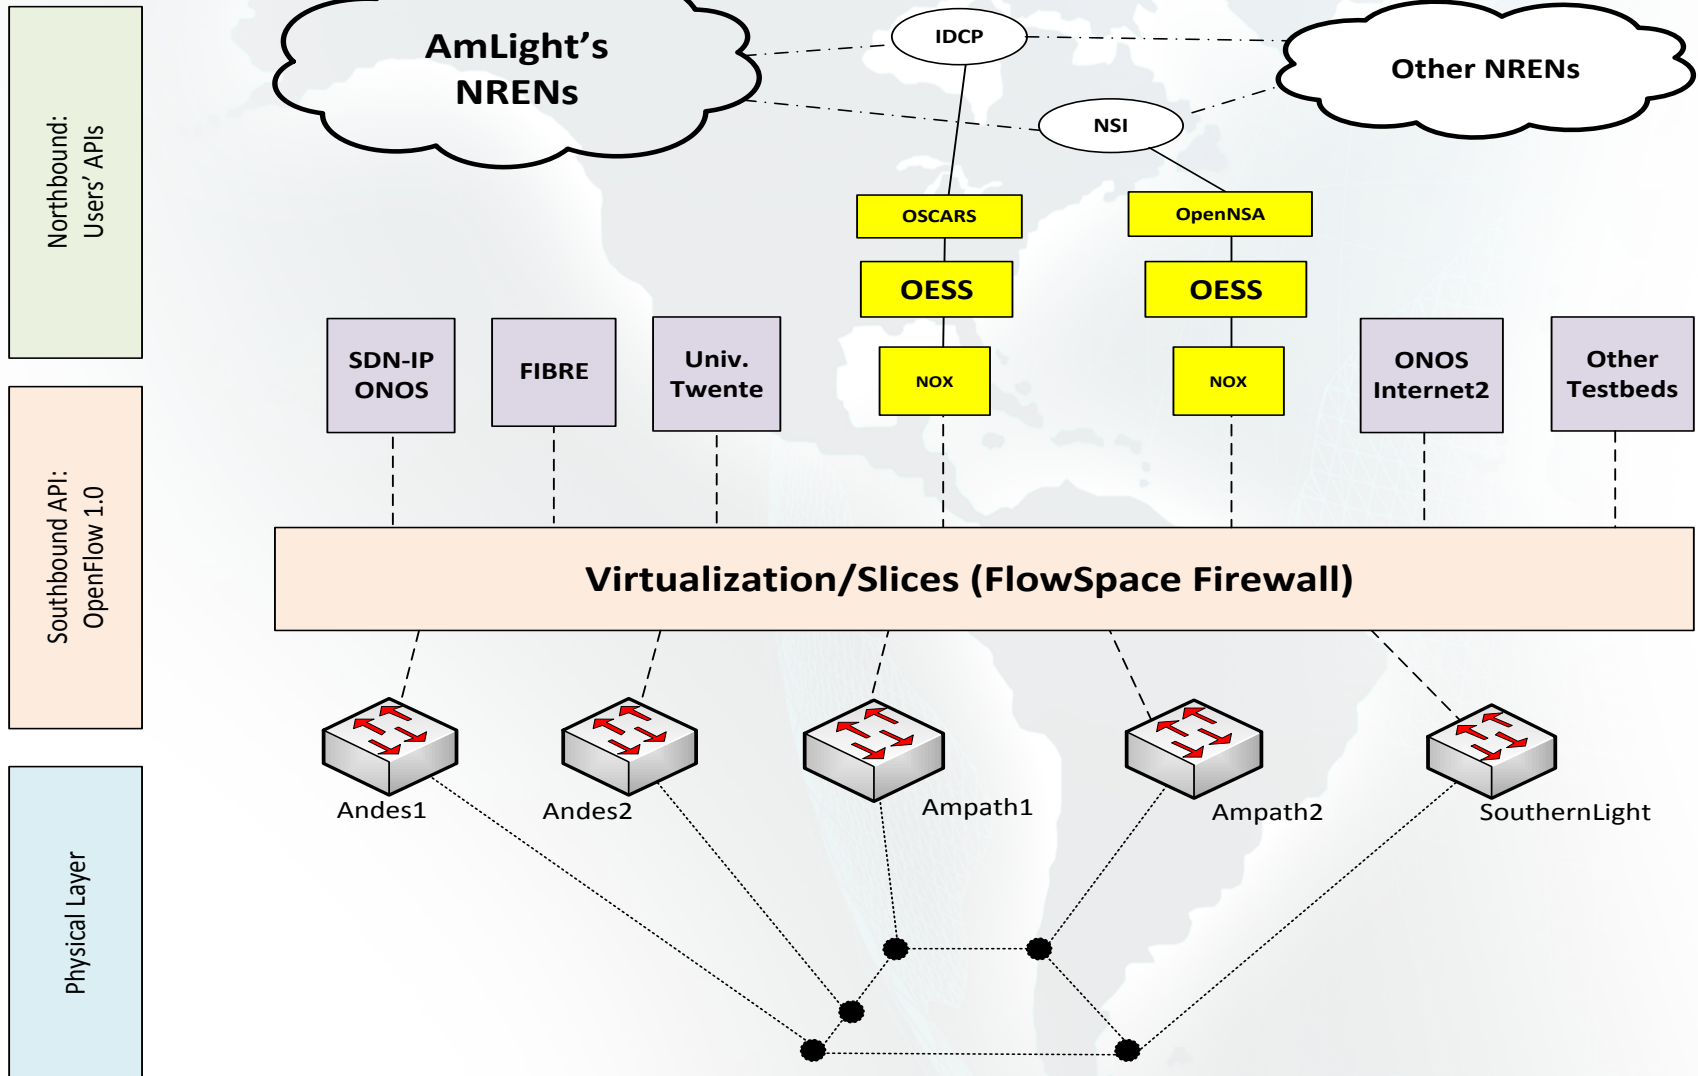 Northbound:
Users' APIs
Southbound API:
OpenFlow 1.0
Physical Layer
AmLight's
NRENs
IDCP
NSI
Other NRENs
OSCARS
OpenNSA
OESS
OESS
SDN-IP
ONOS
FIBRE
Univ.
Twente
NOX
NOX
ONOS
Internet2
Other
Testbeds
Virtualization/Slices (FlowSpace Firewall)
Andes1
Andes2
Ampath1
Ampath2
SouthernLight